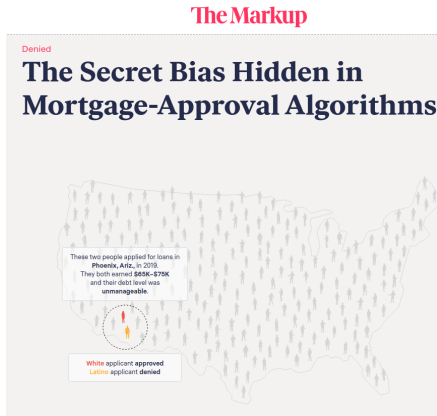 The Markup
Denied
The Secret Bias Hidden in
Mortgage-Approval Algorithms
These two people applied for loans in
Phoenix, Ariz., in 2019.
They both earned $65K–$75K
and their debt level was
unmanageable.
White applicant approved
Latino applicant denied